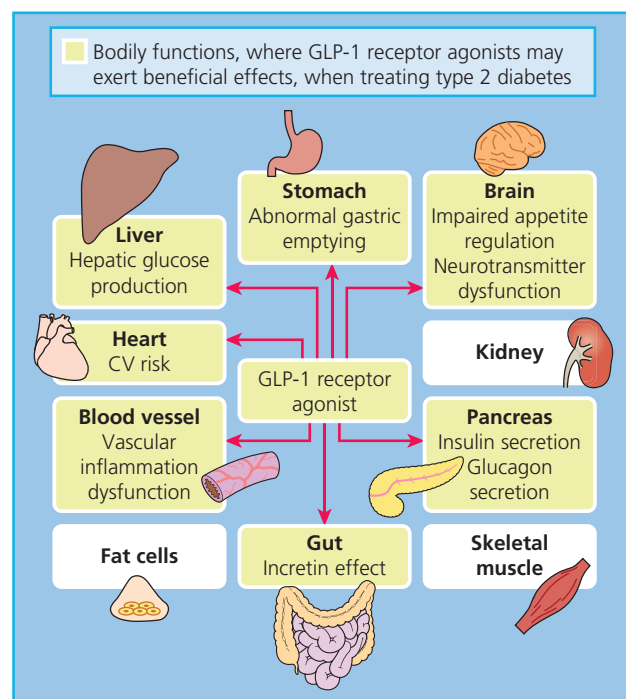 Bodily functions, where GLP-1 receptor agonists may
exert beneficial effects, when treating type 2 diabetes
Stomach
Abnormal gastric
emptying
Brain
Impaired appetite
regulation
Neurotransmitter
dysfunction
Liver
Hepatic glucose
production
Heart
CV risk
Kidney
GLP-1 receptor
agonist
Blood vessel
Vascular
inflammation
dysfunction
Pancreas
Insulin secretion
Glucagon
secretion
Fat cells
Gut
Incretin effect
Skeletal
muscle